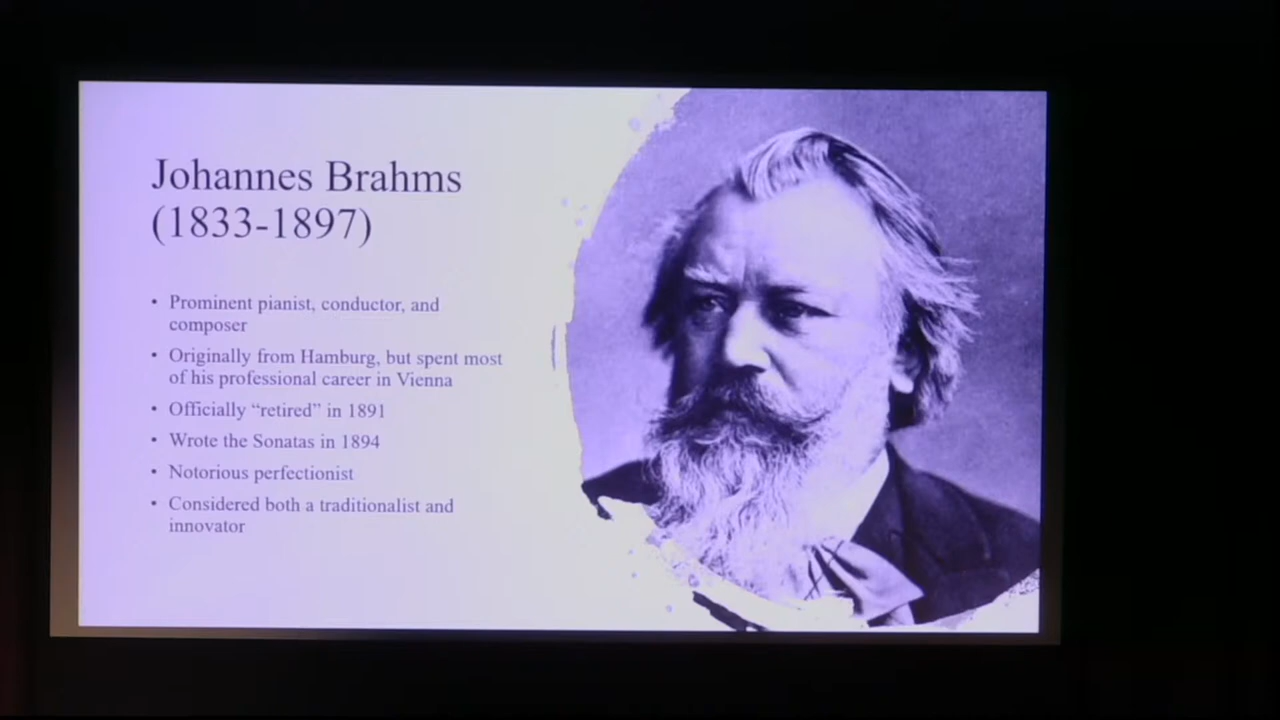 Johannes Brahms
(1833-1897)
• Prominent pianist, conductor, and
composer
• Originally from Hamburg, but spent most
of his professional career in Vienna
• Officially “retired” in 1891
• Wrote the Sonatas in 1894
• Notorious perfectionist
• Considered both a traditionalist and
innovator